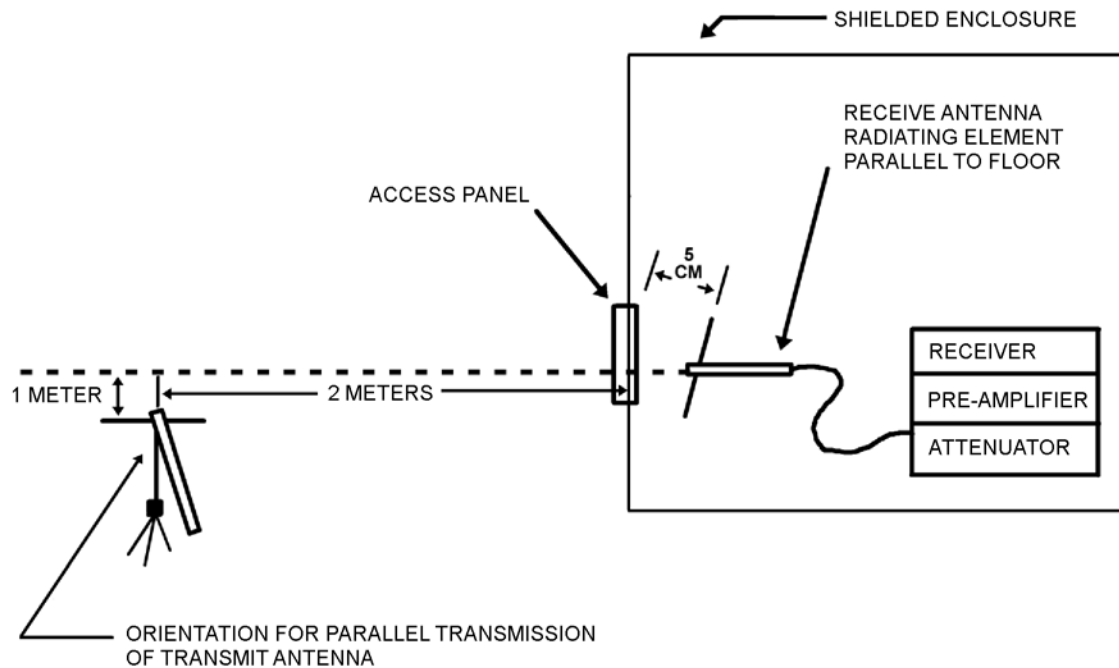 SHIELDED ENCLOSURE
RECEIVE ANTENNA
RADIATING ELEMENT
PARALLEL TO FLOOR
ACCESS PANEL
5
CM
1 METER
2 METERS
RECEIVER
PRE-AMPLIFIER
ATTENUATOR
ORIENTATION FOR PARALLEL TRANSMISSION
OF TRANSMIT ANTENNA